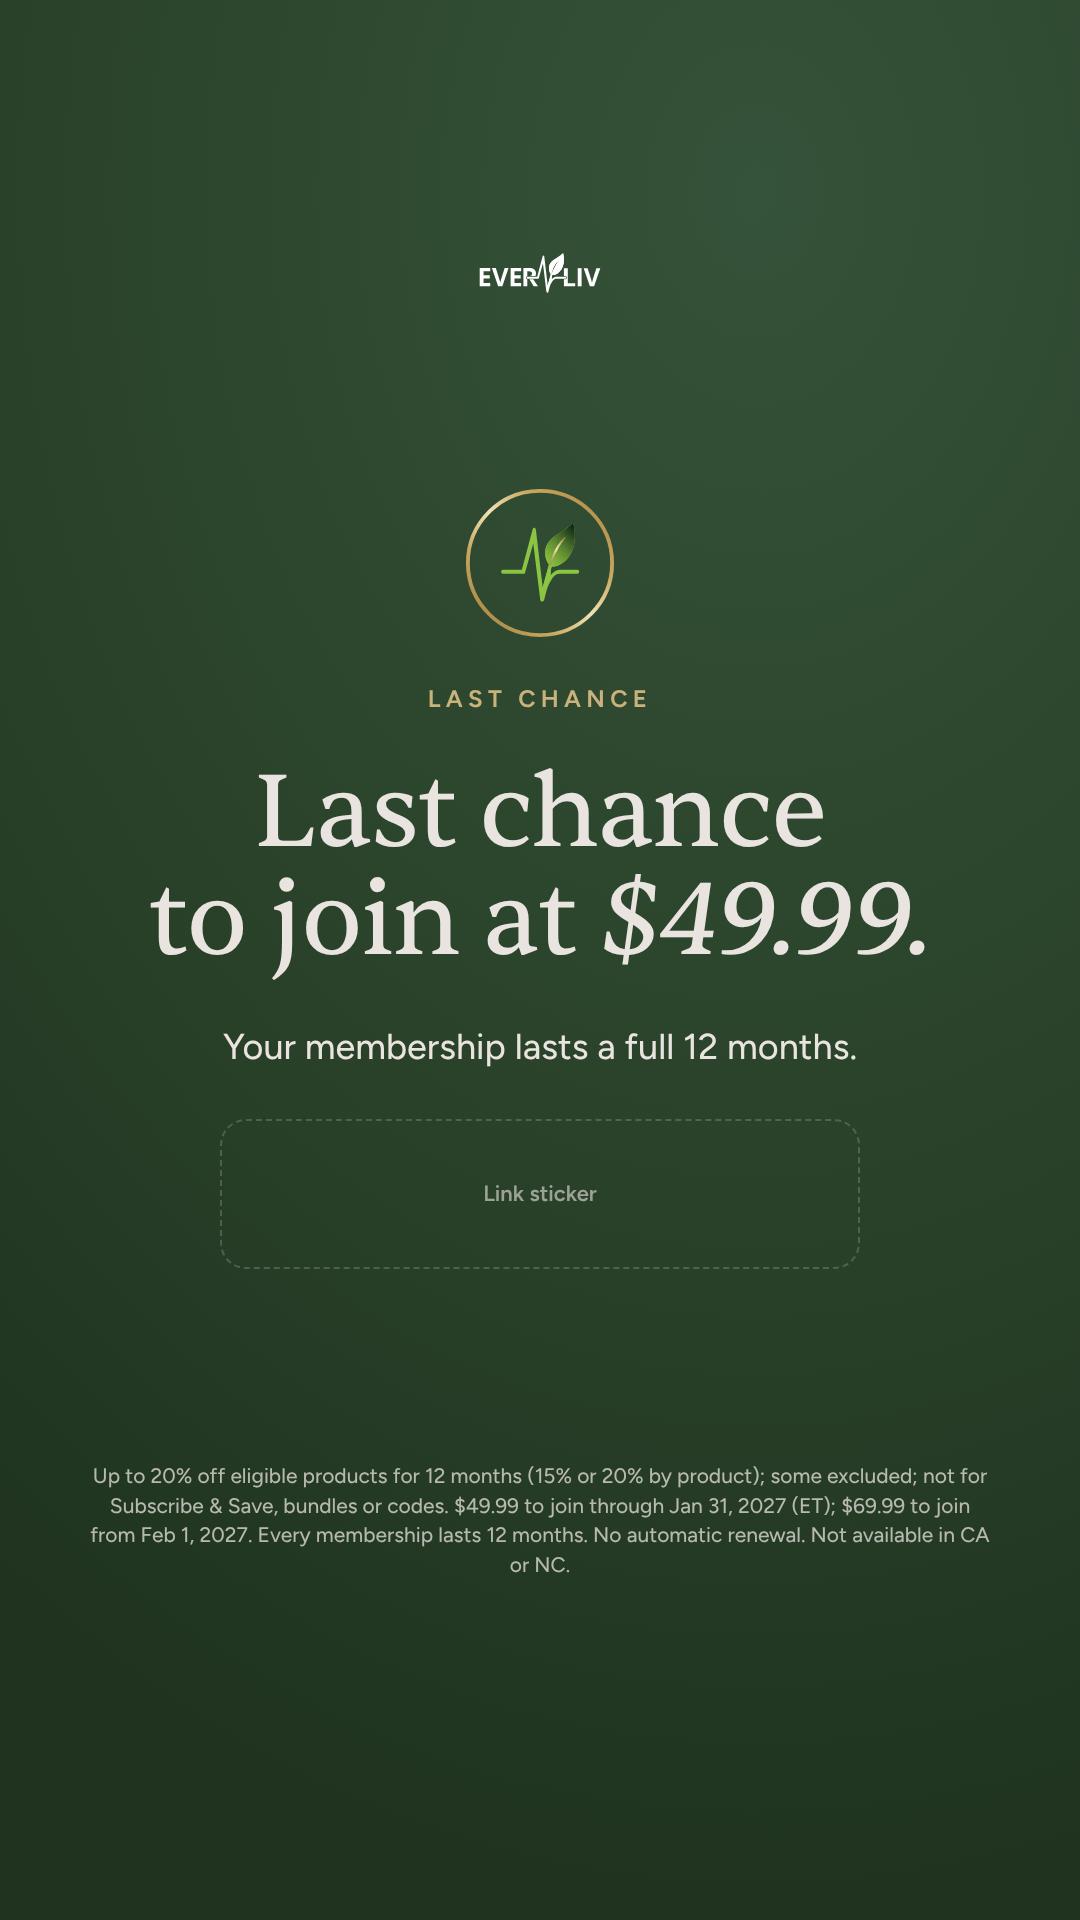 EVERLIV
LAST CHANCE
Last chance
to join at $49.99.
Your membership lasts a full 12 months.
Link sticker
Up to 20% off eligible products for 12 months (15% or 20% by product); some excluded; not for
Subscribe & Save, bundles or codes. $49.99 to join through Jan 31, 2027 (ET); $69.99 to join
from Feb 1, 2027. Every membership lasts 12 months. No automatic renewal. Not available in CA
or NC.